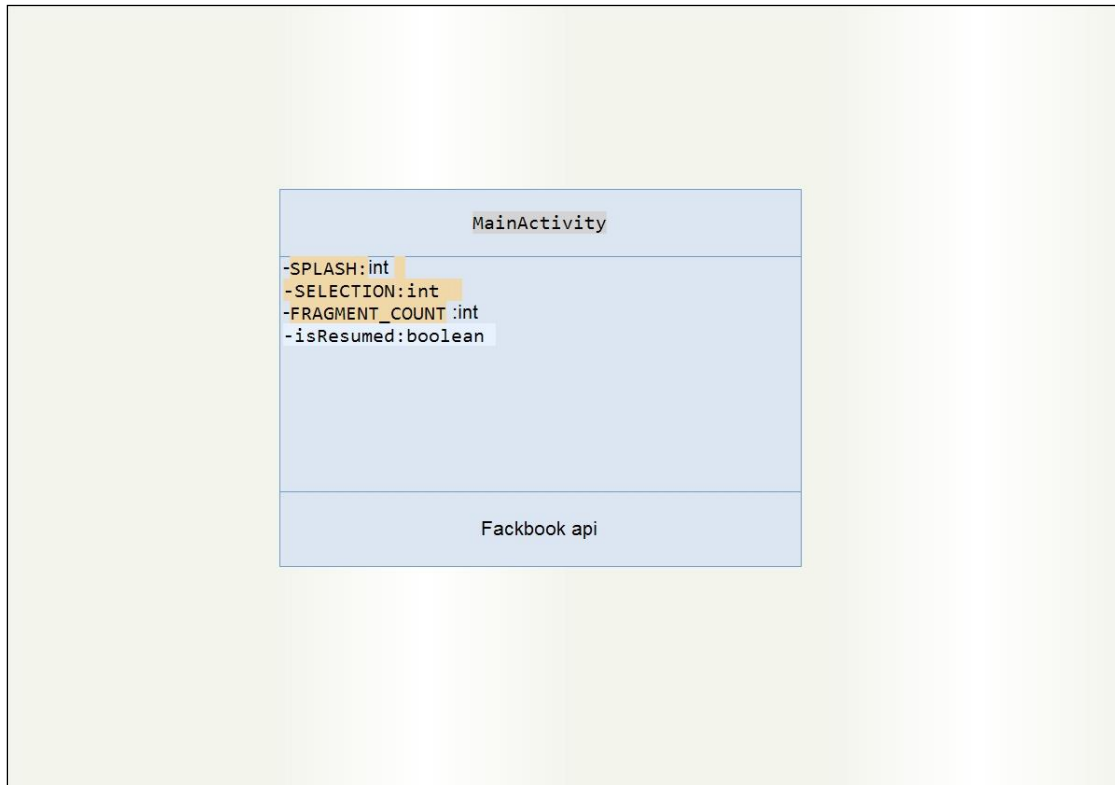 MainActivity
-SPLASH:int
-SELECTION:int
-FRAGMENT_COUNT :int
-isResumed:boolean
Fackbook api